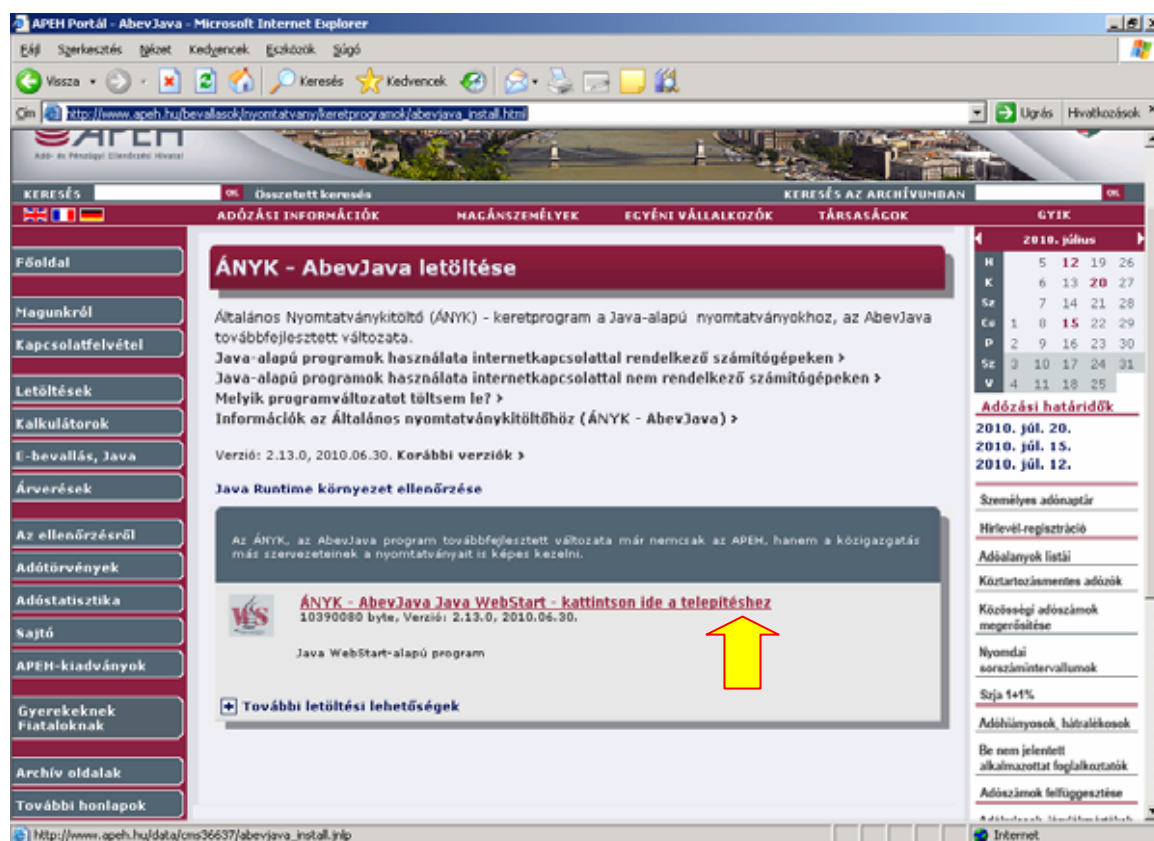 APEH Portál - AbevJava - Microsoft Internet Explorer
Fájl Szerkesztés Nézet Kedvencek Eszközök Súgó
Vissza Keresés Kedvencek
Cím http://www.apeh.hu/bevallasok/nyomtatvany/keretprogramok/abevjava_install.html Ugrás Hivatkozások
APEH
Adó- és Pénzügyi Ellenőrzési Hivatal
KERESÉS OK Összetett keresés KERESÉS AZ ARCHÍVUMBAN OK
ADÓZÁSI INFORMÁCIÓK MAGÁNSZEMÉLYEK EGYÉNI VÁLLALKOZÓK TÁRSASÁGOK GYIK
Főoldal
Magunkról
Kapcsolatfelvétel
Letöltések
Kalkulátorok
E-bevallás, Java
Árverések
Az ellenőrzésről
Adótörvények
Adóstatisztika
Sajtó
APEH-kiadványok
Gyerekeknek
Fiataloknak
Archív oldalak
További honlapok
ÁNYK - AbevJava letöltése
Általános Nyomtatványkitöltő (ÁNYK) - keretprogram a Java-alapú nyomtatványokhoz, az AbevJava
továbbfejlesztett változata.
Java-alapú programok használata internetkapcsolattal rendelkező számítógépeken >
Java-alapú programok használata internetkapcsolattal nem rendelkező számítógépeken >
Melyik programváltozatot töltsem le? >
Információk az Általános nyomtatványkitöltőhöz (ÁNYK - AbevJava) >
Verzió: 2.13.0, 2010.06.30. Korábbi verziók >
Java Runtime környezet ellenőrzése
Az ÁNYK, az AbevJava program továbbfejlesztett változata már nemcsak az APEH, hanem a közigazgatás
más szervezeteinek a nyomtatványait is képes kezelni.
ÁNYK - AbevJava Java WebStart - kattintson ide a telepítéshez
10390080 byte, Verzió: 2.13.0, 2010.06.30.
Java WebStart-alapú program
További letöltési lehetőségek
2010. július
H 5 12 19 26
K 6 13 20 27
Sz 7 14 21 28
Cs 1 8 15 22 29
P 2 9 16 23 30
Sz 3 10 17 24 31
V 4 11 18 25
Adózási határidők
2010. júl. 20.
2010. júl. 15.
2010. júl. 12.
Személyes adónaptár
Hírlevél-regisztráció
Adóalanyok listái
Köztartozásmentes adózók
Közösségi adószámok
megerősítése
Nyomdai
sorszámintervallumok
Szja 1+1%
Adóhiányosok, hátralékosok
Be nem jelentett
alkalmazottat foglalkoztatók
Adószámok felfüggesztése
http://www.apeh.hu/data/cms36637/abevjava_install.jnlp Internet